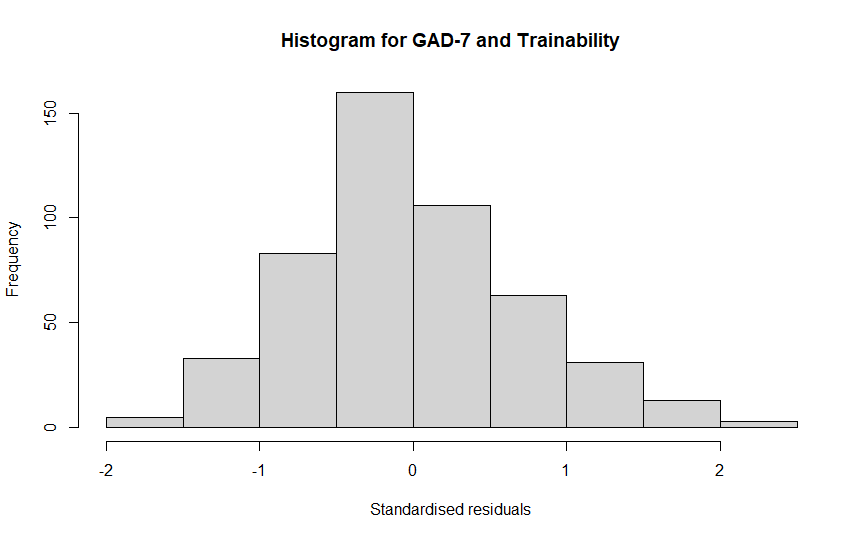 Histogram for GAD-7 and Trainability
Frequency
150
100
50
0
-2 -1 0 1 2
Standardised residuals